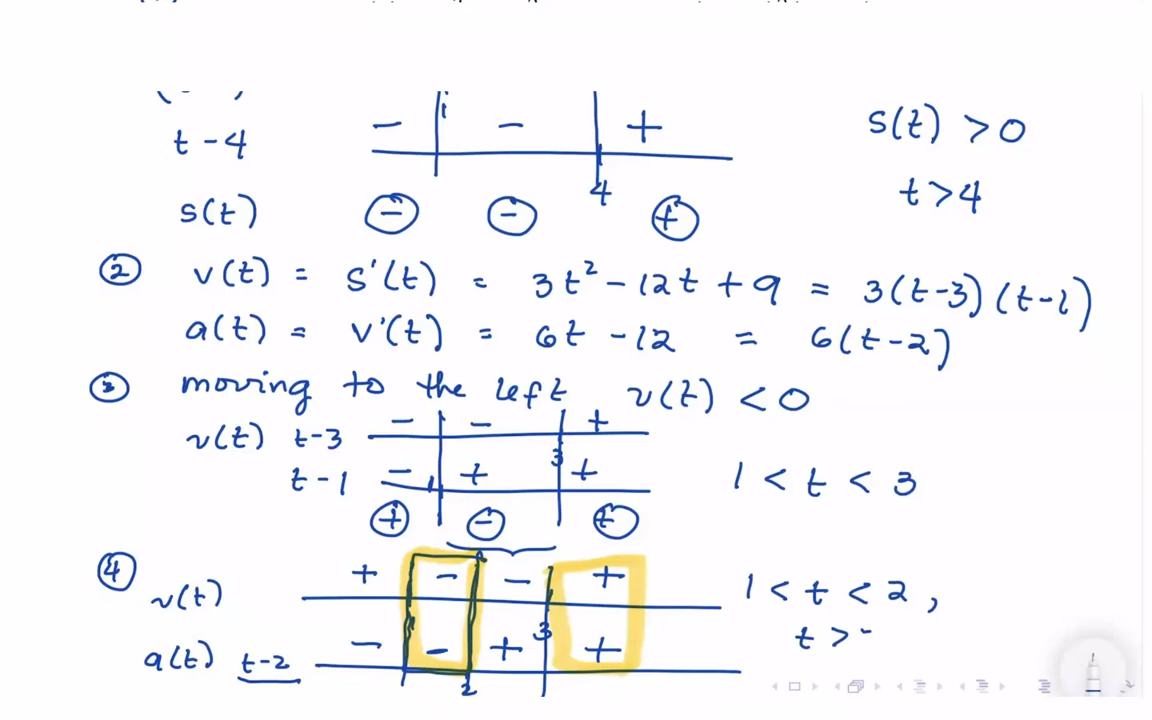 t - 4 − − +
4
s(t) − − +
s(t) > 0
t > 4
② v(t) = s'(t) = 3t² - 12t + 9 = 3(t-3)(t-1)
a(t) = v'(t) = 6t - 12 = 6(t-2)
③ moving to the left v(t) < 0
v(t) t-3 − − +
3
t-1 − 1 + +
+ − +
1 < t < 3
④ v(t) + − − +
3
a(t) t-2 − − + +
2
1 < t < 2 ,
t >